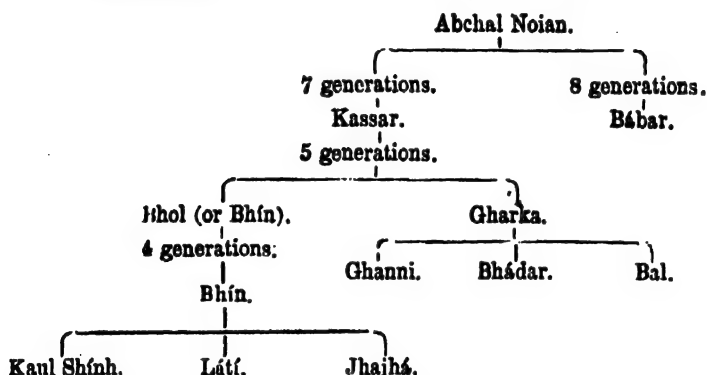 Abchal Noian.
7 generations. 8 generations.
Kassar. Bábar.
5 generations.
Bhol (or Bhín). Gharka.
4 generations:
Ghanni. Bhádar. Bal.
Bhín.
Kaul Shính. Látí. Jhajhá.